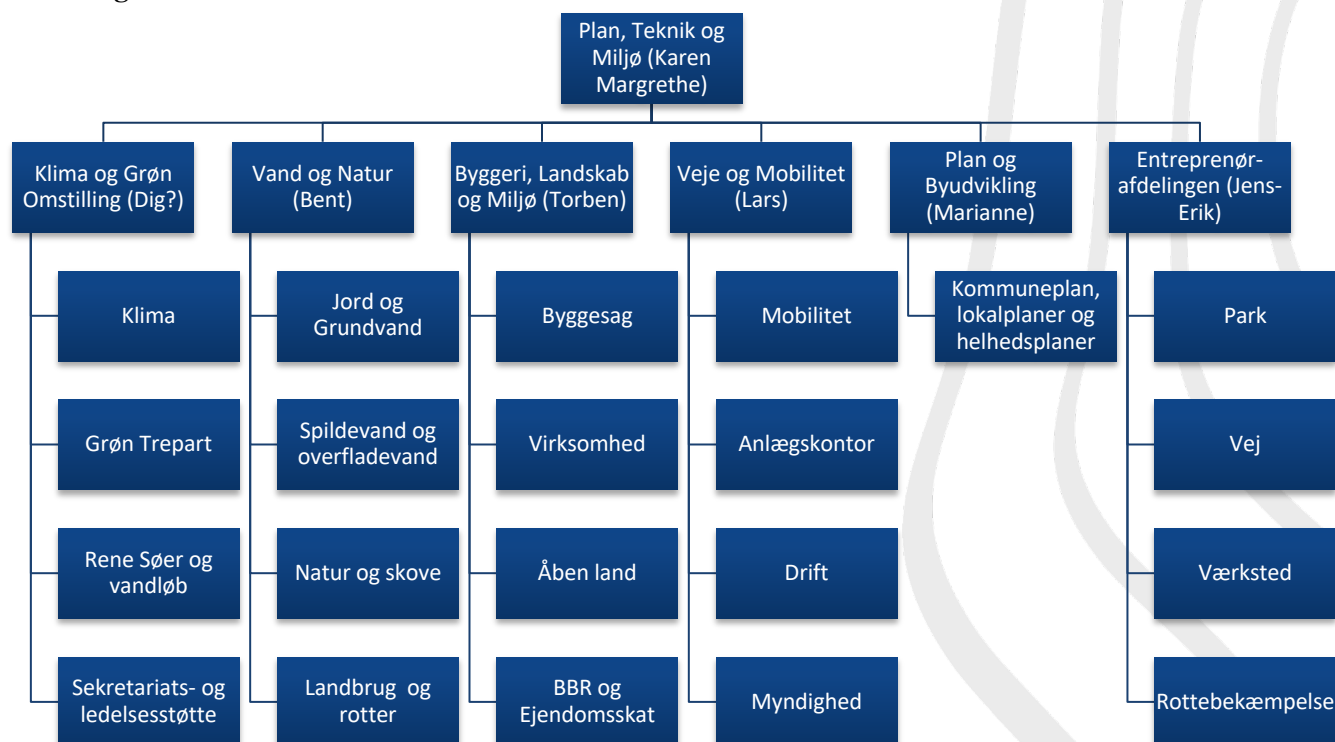 Plan, Teknik og
Miljø (Karen
Margrethe)
Klima og Grøn
Omstilling (Dig?)
Vand og Natur
(Bent)
Byggeri, Landskab
og Miljø (Torben)
Veje og Mobilitet
(Lars)
Plan og
Byudvikling
(Marianne)
Entreprenør-
afdelingen (Jens-
Erik)
Klima
Grøn Trepart
Rene Søer og
vandløb
Sekretariats- og
ledelsesstøtte
Jord og
Grundvand
Spildevand og
overfladevand
Natur og skove
Landbrug og
rotter
Byggesag
Virksomhed
Åben land
BBR og
Ejendomsskat
Mobilitet
Anlægskontor
Drift
Myndighed
Kommuneplan,
lokalplaner og
helhedsplaner
Park
Vej
Værksted
Rottebekæmpelse